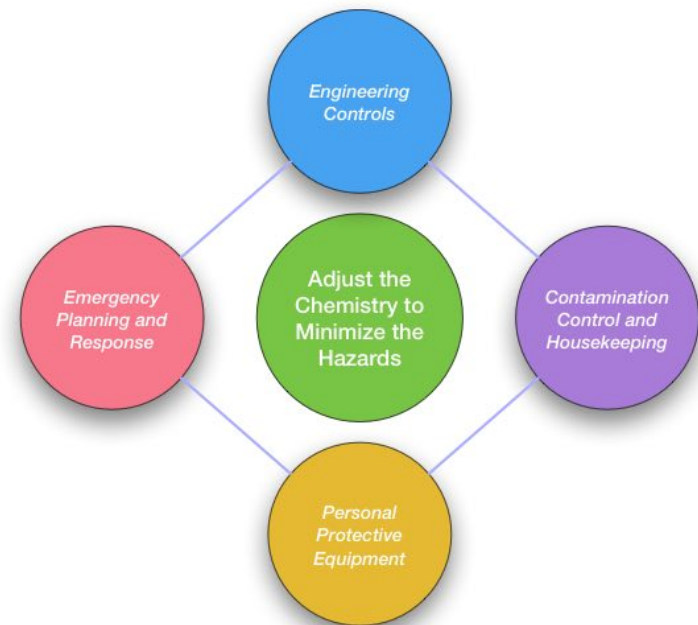 Engineering
Controls
Emergency
Planning and
Response
Adjust the
Chemistry to
Minimize the
Hazards
Contamination
Control and
Housekeeping
Personal
Protective
Equipment